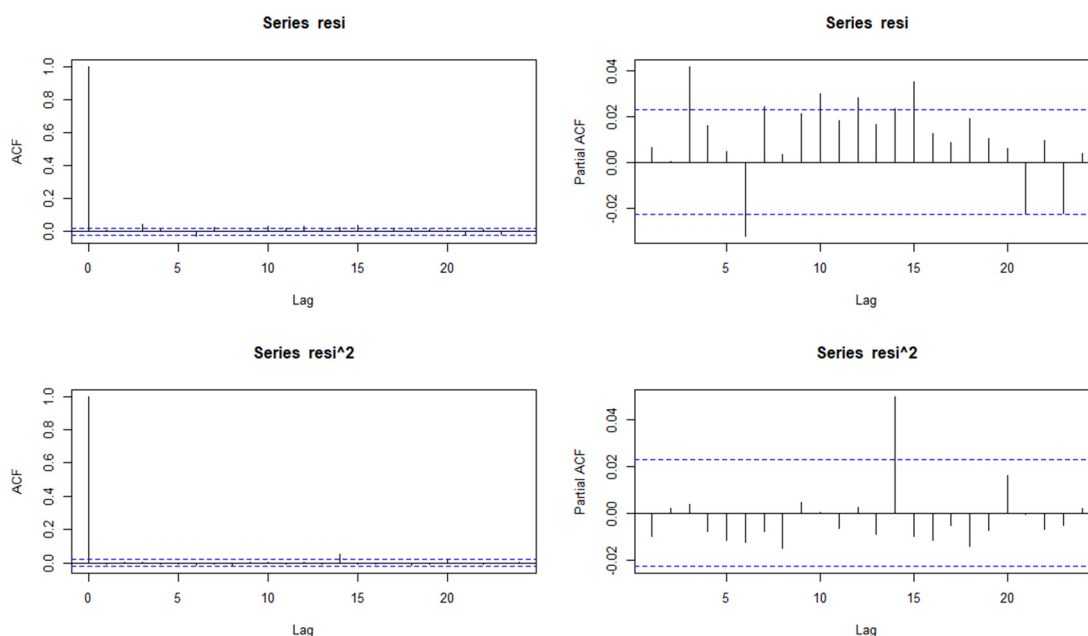 Series resi
ACF
0.0 0.2 0.4 0.6 0.8 1.0
0 5 10 15 20
Lag
Series resi
Partial ACF
-0.02 0.00 0.02 0.04
5 10 15 20
Lag
Series resi^2
ACF
0.0 0.2 0.4 0.6 0.8 1.0
0 5 10 15 20
Lag
Series resi^2
Partial ACF
-0.02 0.00 0.02 0.04
5 10 15 20
Lag